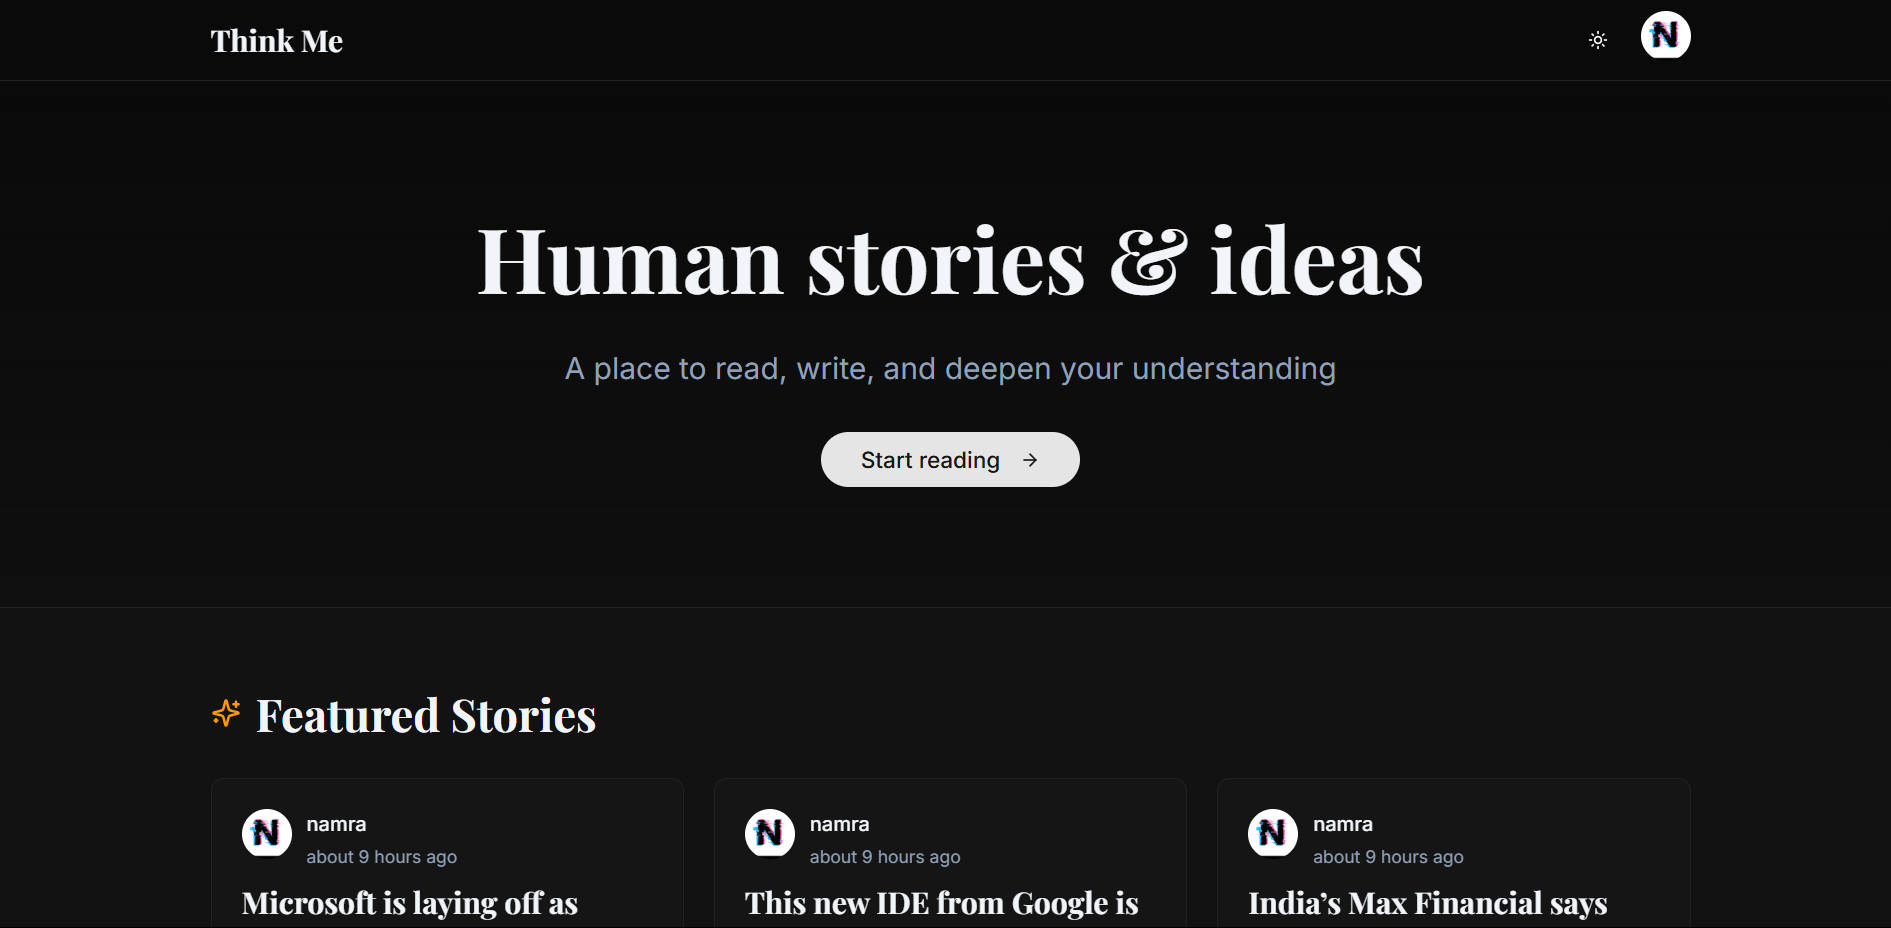 Think Me
N
Human stories & ideas
A place to read, write, and deepen your understanding
Start reading
Featured Stories
N
namra
about 9 hours ago
Microsoft is laying off as
N
namra
about 9 hours ago
This new IDE from Google is
N
namra
about 9 hours ago
India’s Max Financial says